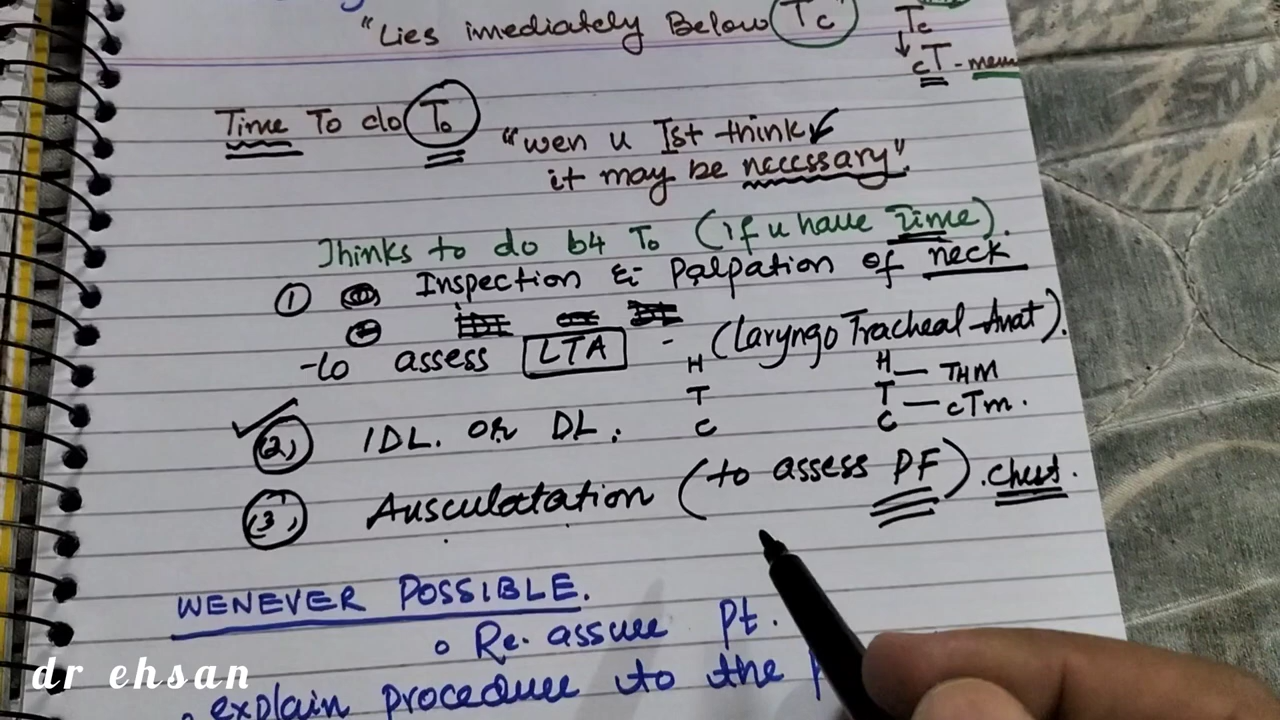 "Lies imediately Below Tc"
Tc
cT - mem
Time To do To
"wen u Ist think
it may be necessary"
Thinks to do b4 To (if u have Time).
① Inspection & Palpation of neck
-to assess LTA - (Laryngo Tracheal-Anat).
H H - THM
T T - cTm.
C C
(2) IDL. or DL.
(3) Ausculatation (to assess PF). chest.
WENEVER POSSIBLE.
Re. assure Pt.
explain procedure to the
dr ehsan